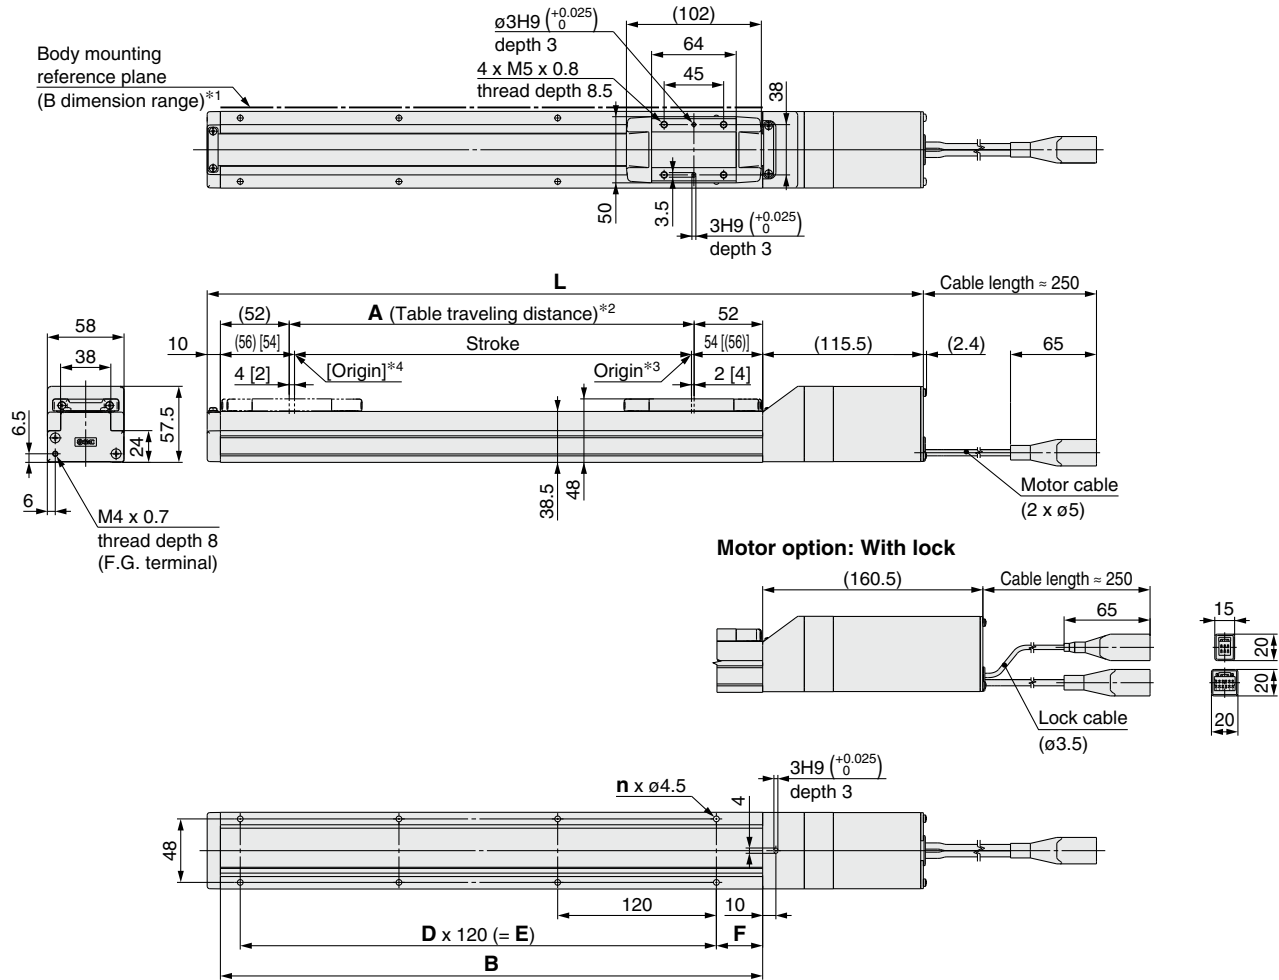 Body mounting
reference plane
(B dimension range)*1
ø3H9 (+0.025 0)
depth 3
4 x M5 x 0.8
thread depth 8.5
(102)
64
45
38
50
3.5
3H9 (+0.025 0)
depth 3
L
Cable length ≈ 250
(52)
A (Table traveling distance)*2
52
10
(56) [54]
Stroke
54 [(56)]
(115.5)
(2.4)
65
4 [2]
[Origin]*4
Origin*3
2 [4]
58
38
6.5
24
57.5
6
M4 x 0.7
thread depth 8
(F.G. terminal)
38.5
48
Motor cable
(2 x ø5)
Motor option: With lock
(160.5)
Cable length ≈ 250
65
15
20
20
20
Lock cable
(ø3.5)
n x ø4.5
4
3H9 (+0.025 0)
depth 3
48
120
10
D x 120 (= E)
F
B